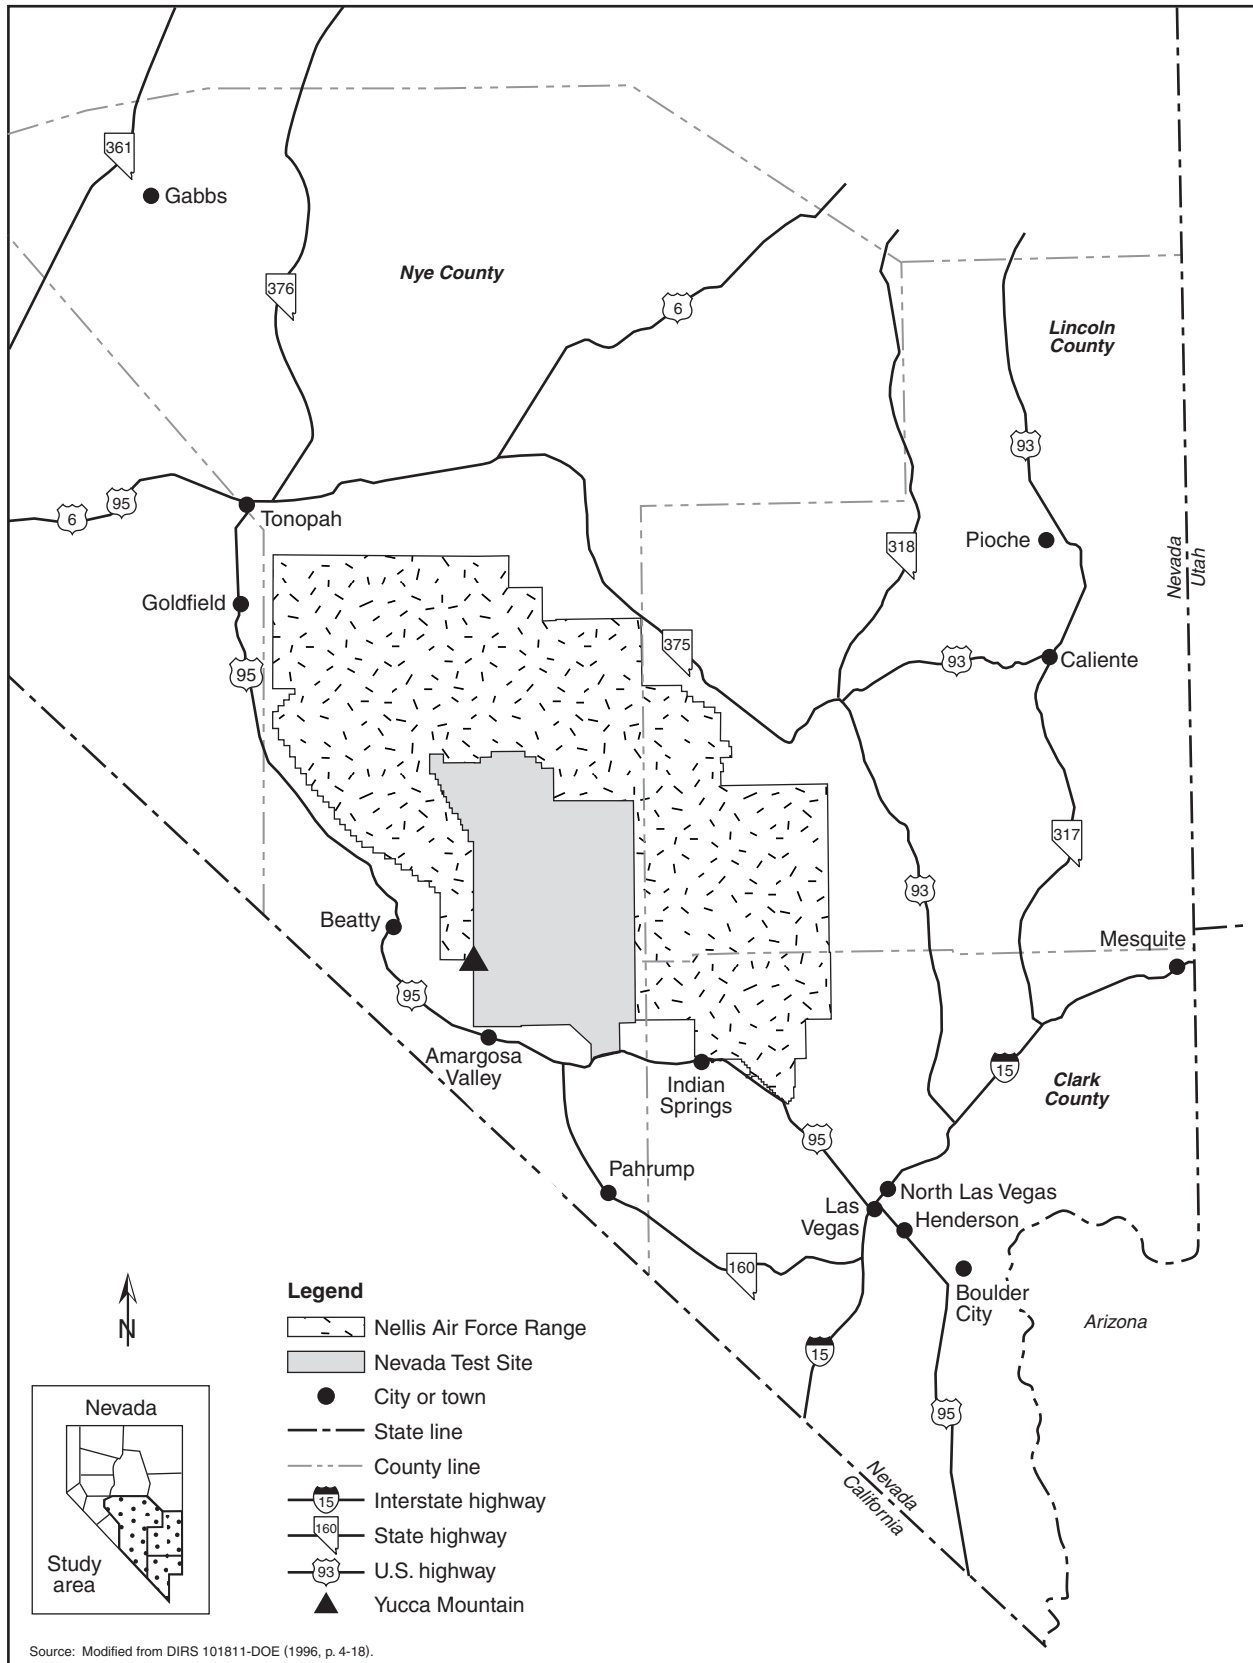 361
Gabbs
376
Nye County
6
Lincoln
County
93
95
6
Tonopah
318
Pioche
Nevada
Utah
Goldfield
375
95
93
Caliente
317
93
Beatty
Mesquite
95
Amargosa
Valley
Indian
Springs
15
Clark
County
95
Pahrump
North Las Vegas
Las
Vegas
Henderson
160
Boulder
City
Arizona
15
95
Nevada
California
N
Legend
Nellis Air Force Range
Nevada Test Site
City or town
State line
County line
15
Interstate highway
160
State highway
93
U.S. highway
Yucca Mountain
Nevada
Study
area
Source: Modified from DIRS 101811-DOE (1996, p. 4-18).